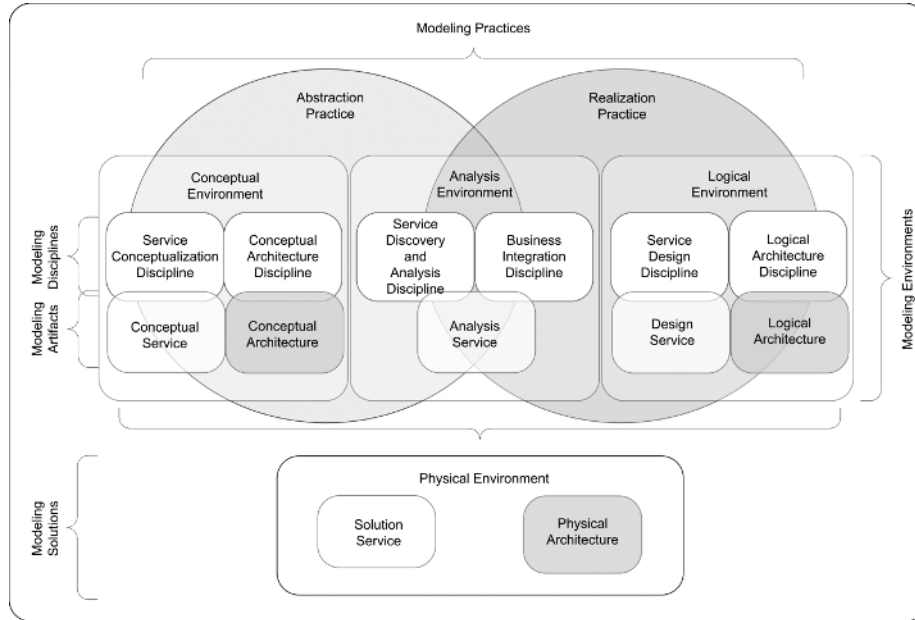 Modeling Practices
Abstraction
Practice
Realization
Practice
Conceptual
Environment
Analysis
Environment
Logical
Environment
Modeling
Disciplines
Service
Conceptualization
Discipline
Conceptual
Architecture
Discipline
Service
Discovery
and
Analysis
Discipline
Business
Integration
Discipline
Service
Design
Discipline
Logical
Architecture
Discipline
Modeling
Artifacts
Conceptual
Service
Conceptual
Architecture
Analysis
Service
Design
Service
Logical
Architecture
Modeling Environments
Modeling
Solutions
Physical Environment
Solution
Service
Physical
Architecture